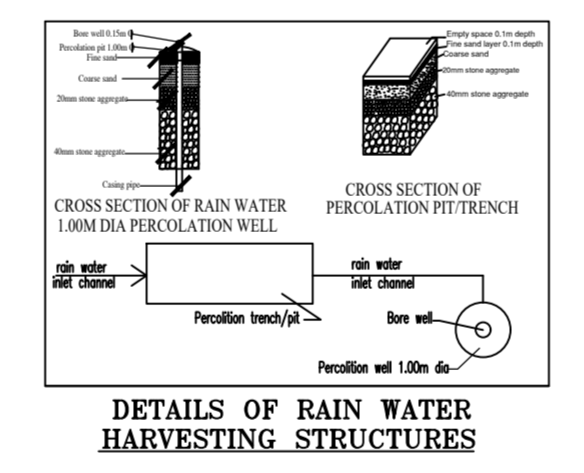 Bore well 0.15m
Percolation pit 1.00m
Fine sand
Coarse sand
20mm stone aggregate
40mm stone aggregate
Casing pipe
CROSS SECTION OF RAIN WATER
1.00M DIA PERCOLATION WELL
Empty space 0.1m depth
Fine sand layer 0.1m depth
Coarse sand
20mm stone aggregate
40mm stone aggregate
CROSS SECTION OF
PERCOLATION PIT/TRENCH
rain water
inlet channel
Percolition trench/pit
rain water
inlet channel
Bore well
Percolition well 1.00m dia
DETAILS OF RAIN WATER
HARVESTING STRUCTURES